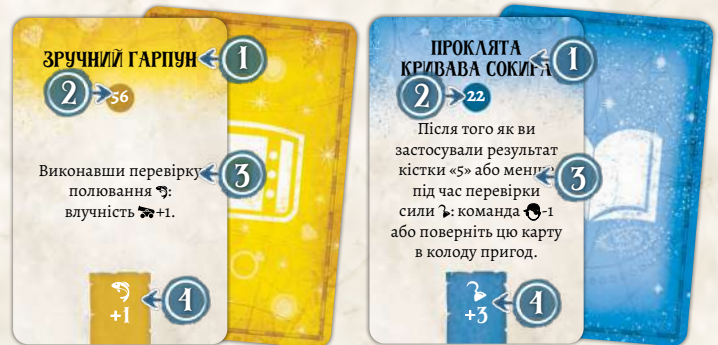 ЗРУЧНИЙ ГАРПУН
1
2
56
Виконавши перевірку
3
полювання :
влучність +1.
4
+1
ПРОКЛЯТА
КРИВАВА СОКИРА
1
2
22
Після того як ви
застосували результат
кістки «5» або менше
3
під час перевірки
сили : команда -1
або поверніть цю карту
в колоду пригод.
4
+3